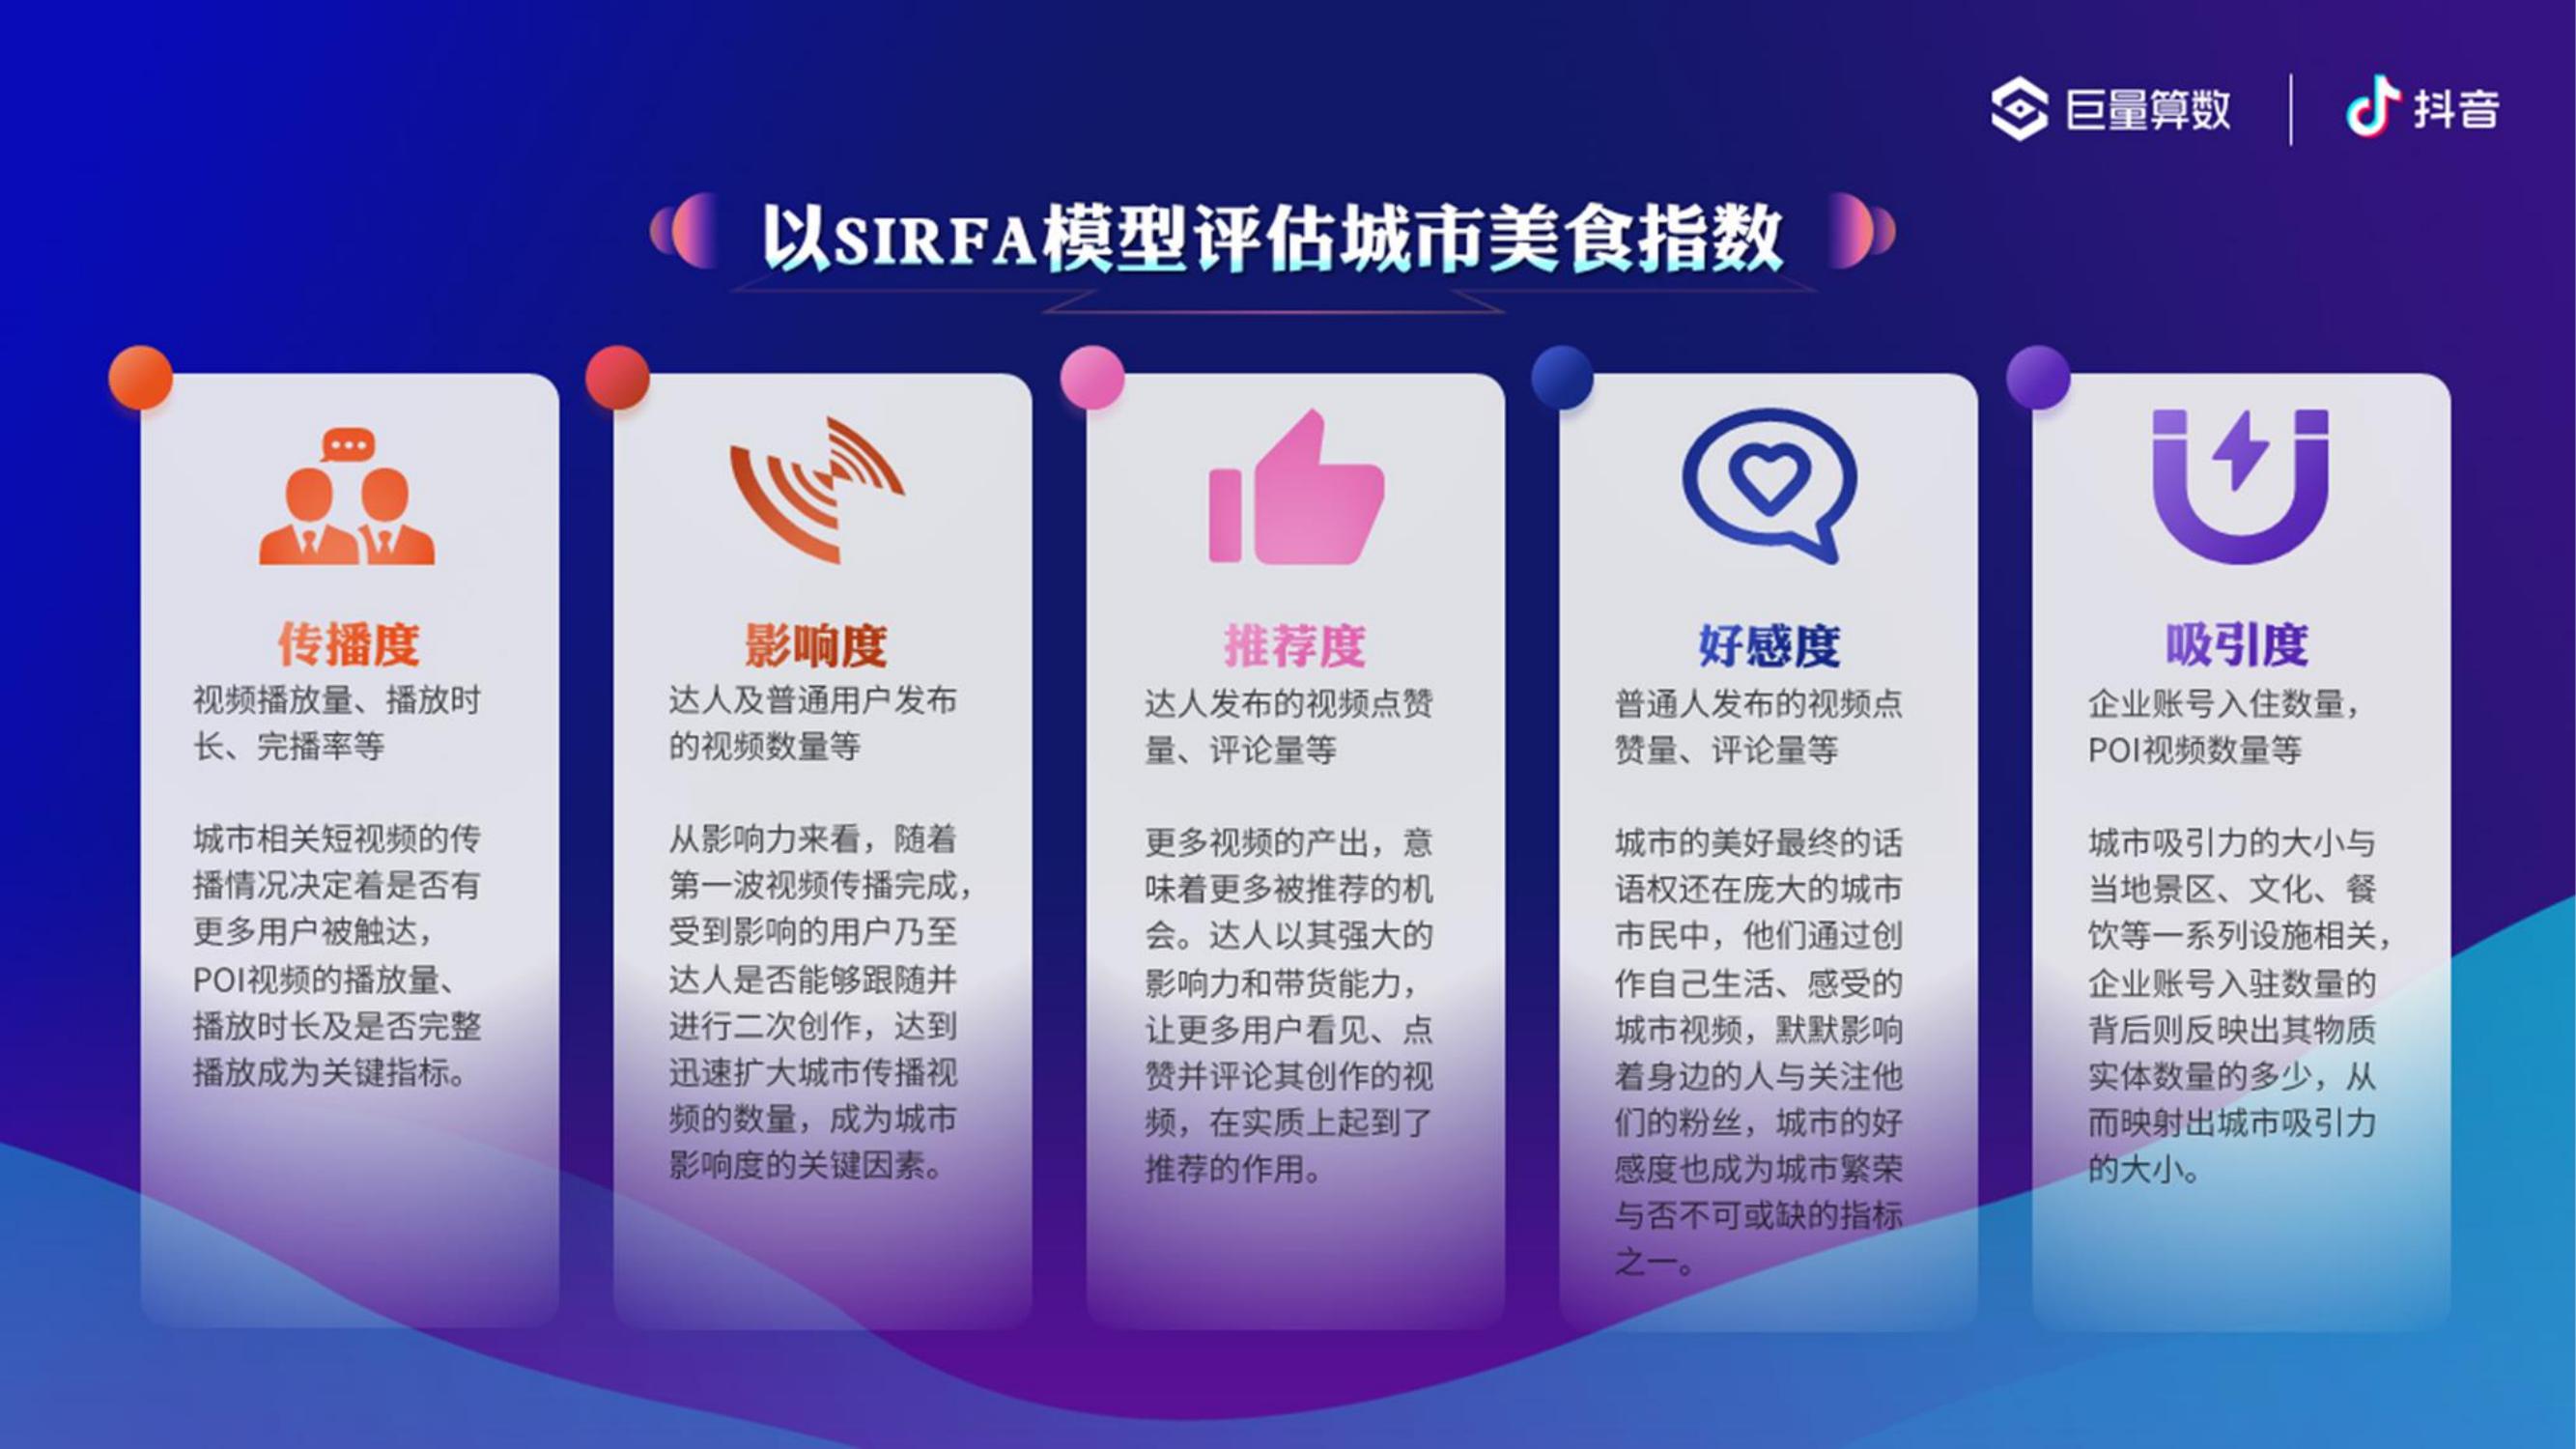 巨量算数
抖音
以SIRFA模型评估城市美食指数
传播度
视频播放量、播放时
长、完播率等
城市相关短视频的传
播情况决定着是否有
更多用户被触达，
POI视频的播放量、
播放时长及是否完整
播放成为关键指标。
影响度
达人及普通用户发布
的视频数量等
从影响力来看，随着
第一波视频传播完成，
受到影响的用户乃至
达人是否能够跟随并
进行二次创作，达到
迅速扩大城市传播视
频的数量，成为城市
影响度的关键因素。
推荐度
达人发布的视频点赞
量、评论量等
更多视频的产出，意
味着更多被推荐的机
会。达人以其强大的
影响力和带货能力，
让更多用户看见、点
赞并评论其创作的视
频，在实质上起到了
推荐的作用。
好感度
普通人发布的视频点
赞量、评论量等
城市的美好最终的话
语权还在庞大的城市
市民中，他们通过创
作自己生活、感受的
城市视频，默默影响
着身边的人与关注他
们的粉丝，城市的好
感度也成为城市繁荣
与否不可或缺的指标
之一。
吸引度
企业账号入住数量，
POI视频数量等
城市吸引力的大小与
当地景区、文化、餐
饮等一系列设施相关，
企业账号入驻数量的
背后则反映出其物质
实体数量的多少，从
而映射出城市吸引力
的大小。